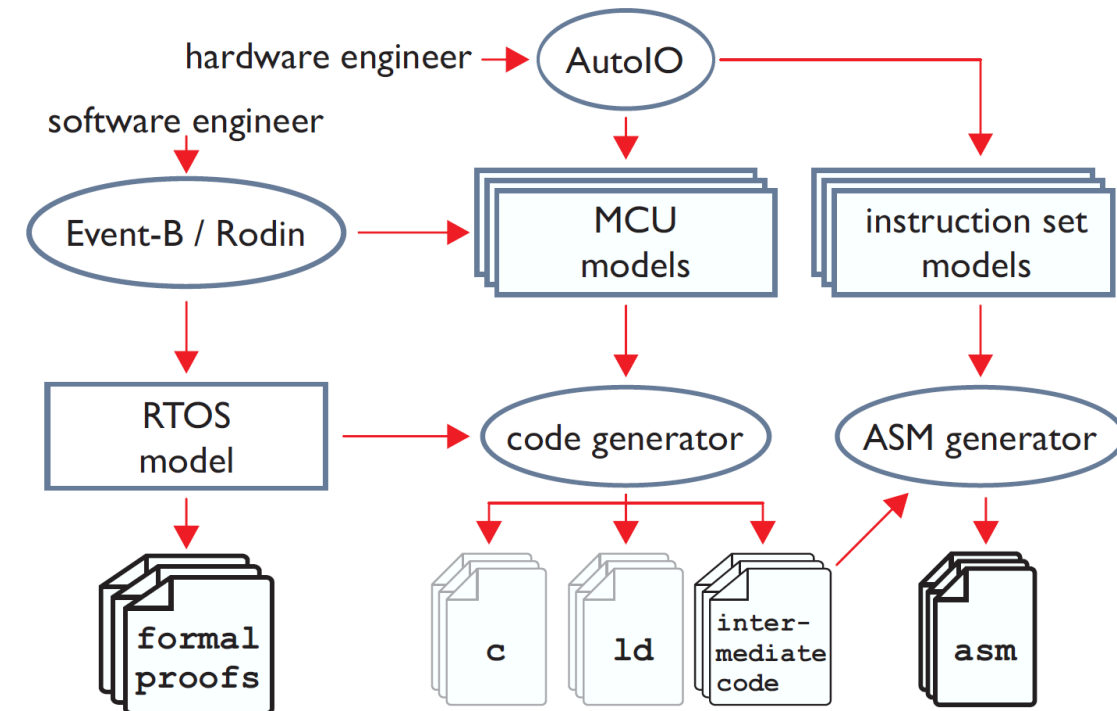 hardware engineer
AutoIO
software engineer
Event-B / Rodin
MCU
models
instruction set
models
RTOS
model
code generator
ASM generator
formal
proofs
c
ld
inter-
mediate
code
asm